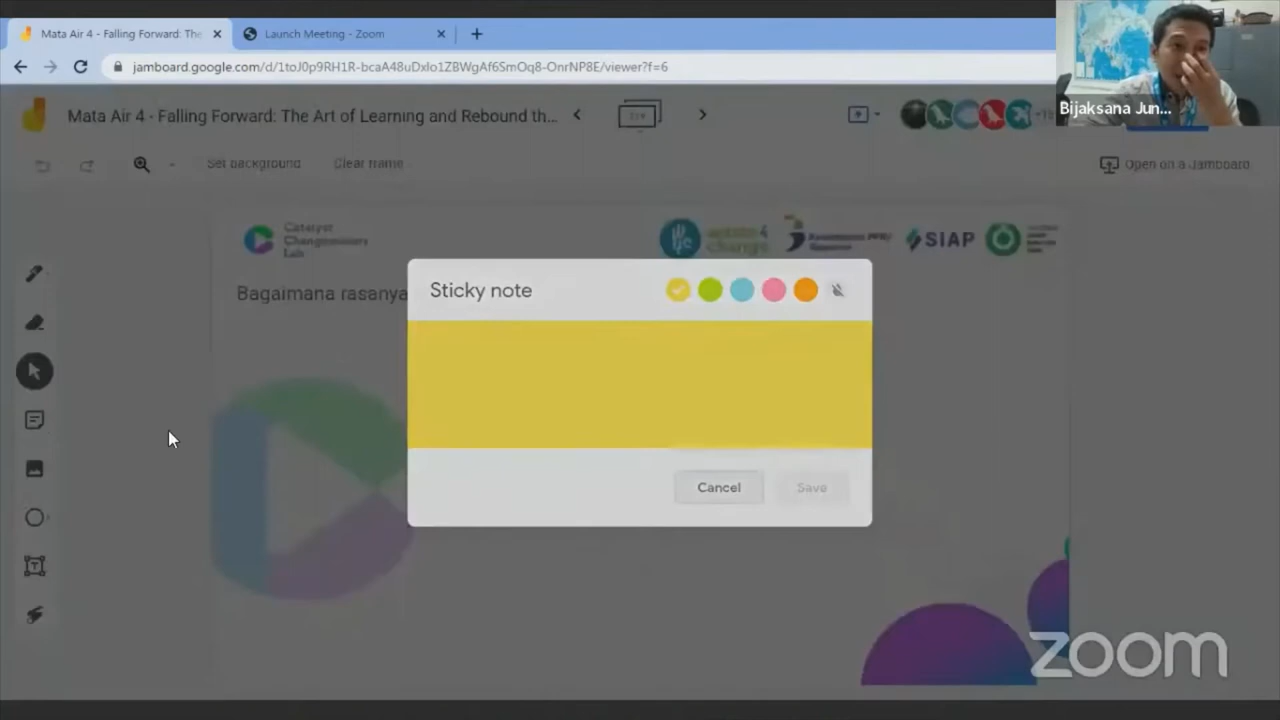 Mata Air 4 - Falling Forward: The
Launch Meeting - Zoom
jamboard.google.com/d/1toJ0p9RH1R-bcaA48uDxlo1ZBWgAf6SmOq8-OnrNP8E/viewer?f=6
Bijaksana Jun...
Mata Air 4 - Falling Forward: The Art of Learning and Rebound th...
Set background
Clear frame
Open on a Jamboard
Catalyst
Changemakers
Lab
change
SIAP
Bagaimana rasanya
Sticky note
Cancel
Save
zoom